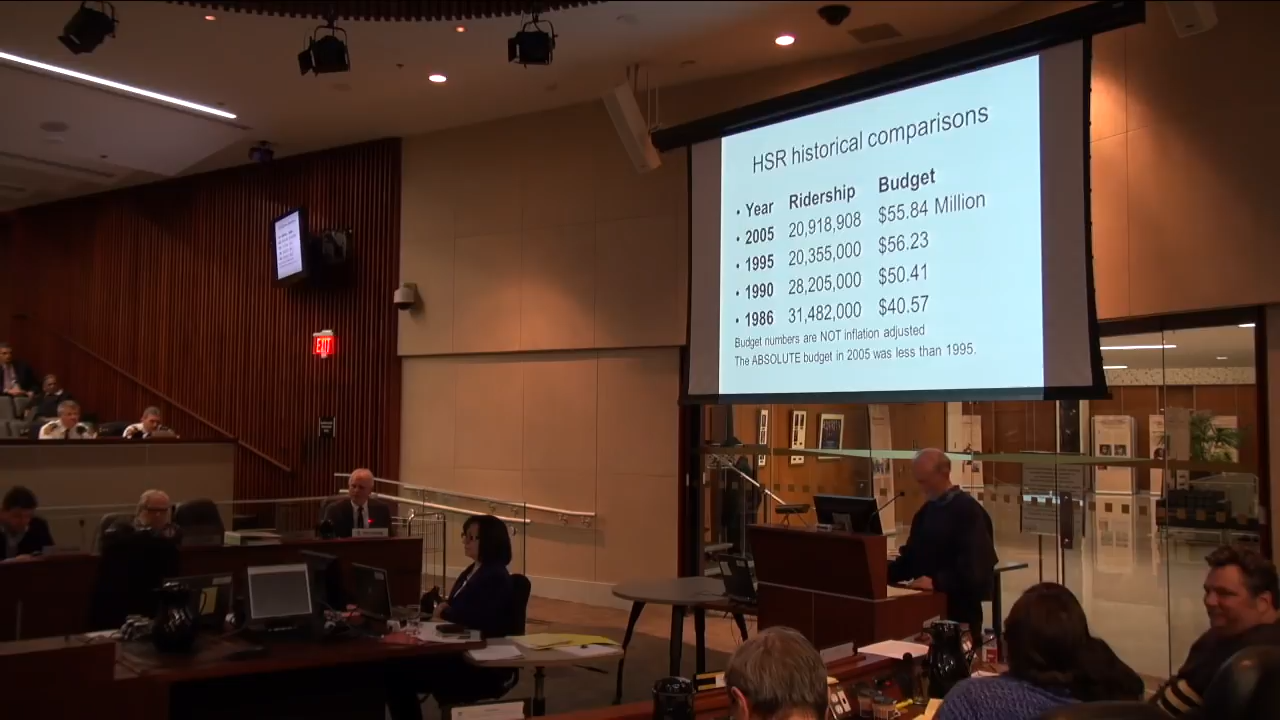 HSR historical comparisons
• Year Ridership Budget
• 2005 20,918,908 $55.84 Million
• 1995 20,355,000 $56.23
• 1990 28,205,000 $50.41
• 1986 31,482,000 $40.57
Budget numbers are NOT inflation adjusted
The ABSOLUTE budget in 2005 was less than 1995.
EXIT